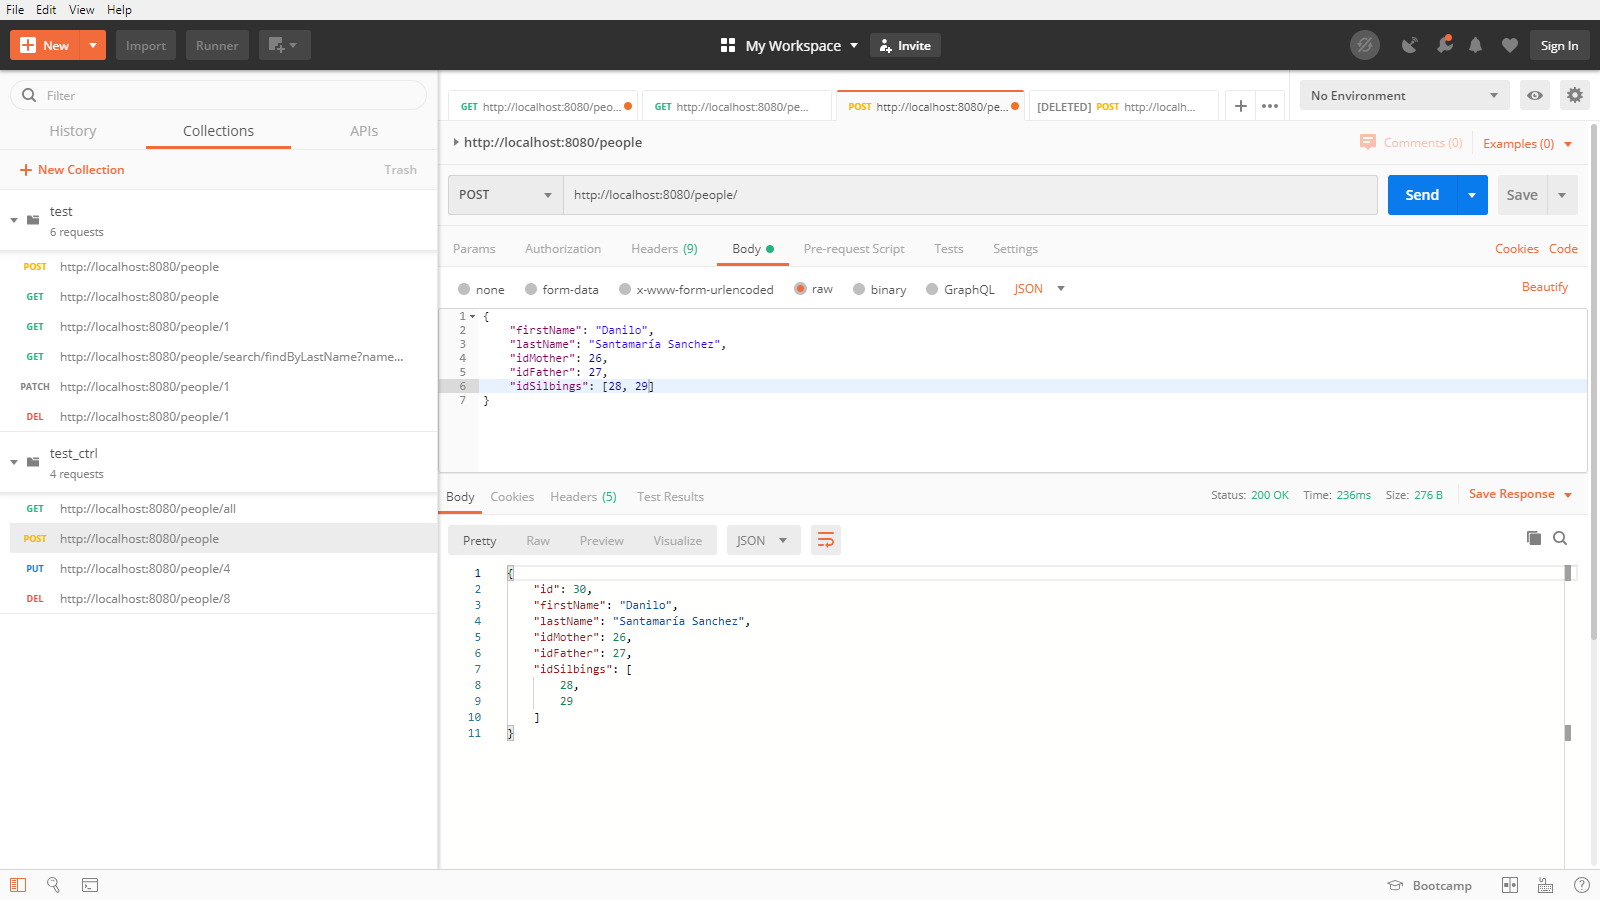 File Edit View Help
New Import Runner My Workspace Invite Sign In
Filter
History Collections APIs
New Collection Trash
test
6 requests
POST http://localhost:8080/people
GET http://localhost:8080/people
GET http://localhost:8080/people/1
GET http://localhost:8080/people/search/findByLastName?name...
PATCH http://localhost:8080/people/1
DEL http://localhost:8080/people/1
test_ctrl
4 requests
GET http://localhost:8080/people/all
POST http://localhost:8080/people
PUT http://localhost:8080/people/4
DEL http://localhost:8080/people/8
GET http://localhost:8080/peo... GET http://localhost:8080/pe... POST http://localhost:8080/pe... [DELETED] POST http://localh... No Environment
http://localhost:8080/people Comments (0) Examples (0)
POST http://localhost:8080/people/ Send Save
Params Authorization Headers (9) Body Pre-request Script Tests Settings Cookies Code
none form-data x-www-form-urlencoded raw binary GraphQL JSON Beautify
1 {
2 "firstName": "Danilo",
3 "lastName": "Santamaría Sanchez",
4 "idMother": 26,
5 "idFather": 27,
6 "idSilbings": [28, 29]
7 }
Body Cookies Headers (5) Test Results Status: 200 OK Time: 236ms Size: 276 B Save Response
Pretty Raw Preview Visualize JSON
1 {
2 "id": 30,
3 "firstName": "Danilo",
4 "lastName": "Santamaría Sanchez",
5 "idMother": 26,
6 "idFather": 27,
7 "idSilbings": [
8 28,
9 29
10 ]
11 }
Bootcamp